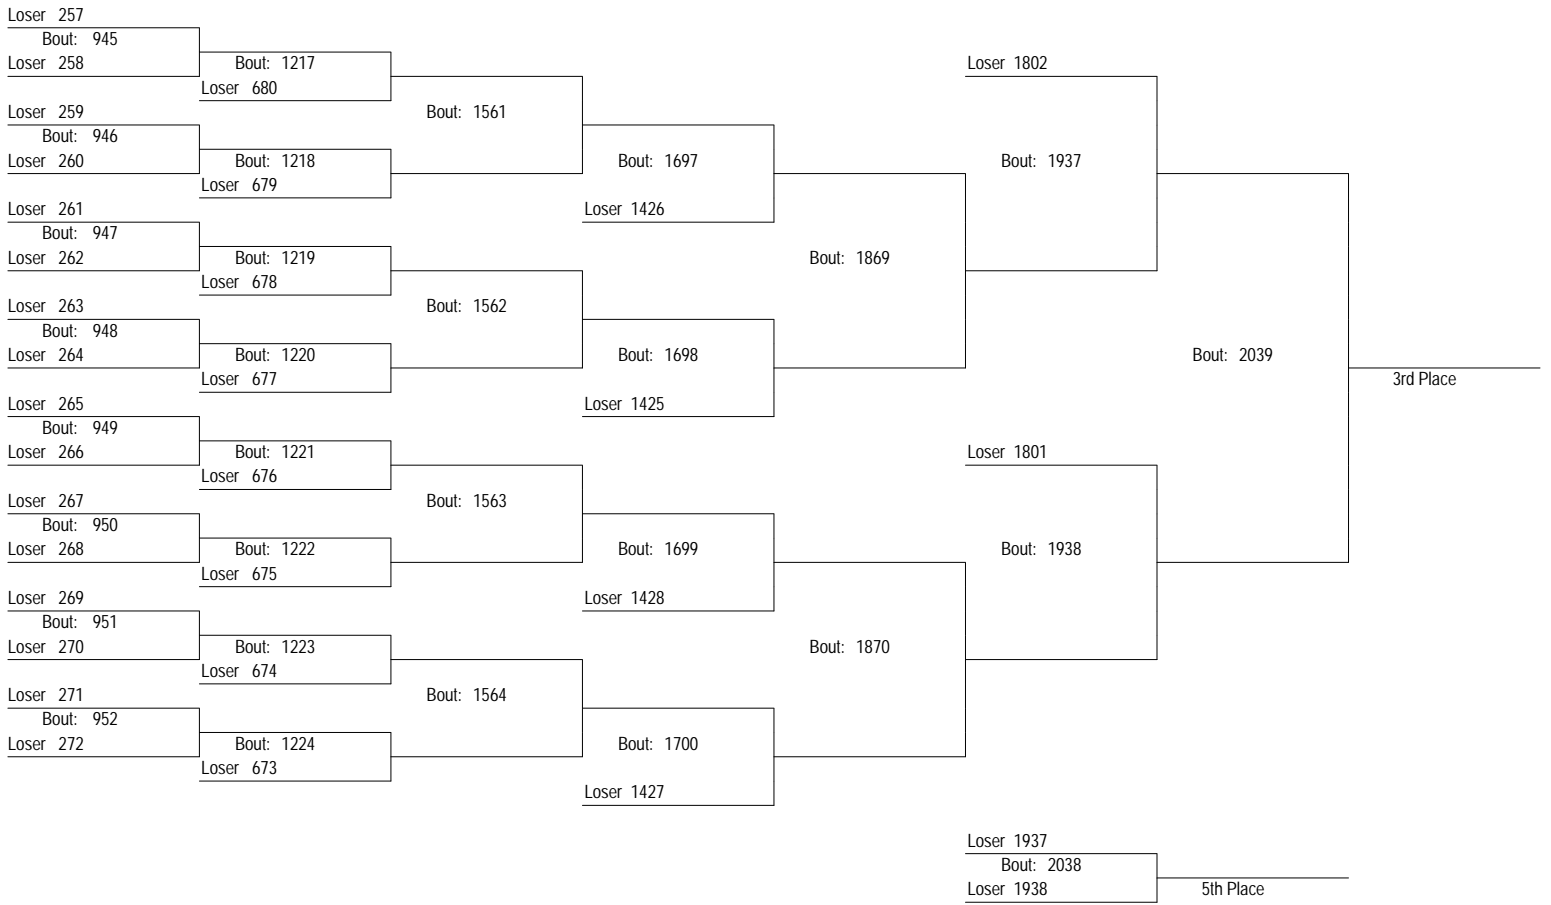 Loser 257
Bout: 945
Loser 258
Bout: 1217
Loser 1802
Loser 680
Loser 259
Bout: 1561
Bout: 946
Loser 260
Bout: 1218
Bout: 1697
Bout: 1937
Loser 679
Loser 261
Loser 1426
Bout: 947
Loser 262
Bout: 1219
Bout: 1869
Loser 678
Loser 263
Bout: 1562
Bout: 948
Loser 264
Bout: 1220
Bout: 1698
Bout: 2039
Loser 677
3rd Place
Loser 265
Loser 1425
Bout: 949
Loser 266
Bout: 1221
Loser 1801
Loser 676
Loser 267
Bout: 1563
Bout: 950
Loser 268
Bout: 1222
Bout: 1699
Bout: 1938
Loser 675
Loser 269
Loser 1428
Bout: 951
Loser 270
Bout: 1223
Bout: 1870
Loser 674
Loser 271
Bout: 1564
Bout: 952
Loser 272
Bout: 1224
Bout: 1700
Loser 673
Loser 1427
Loser 1937
Bout: 2038
Loser 1938
5th Place